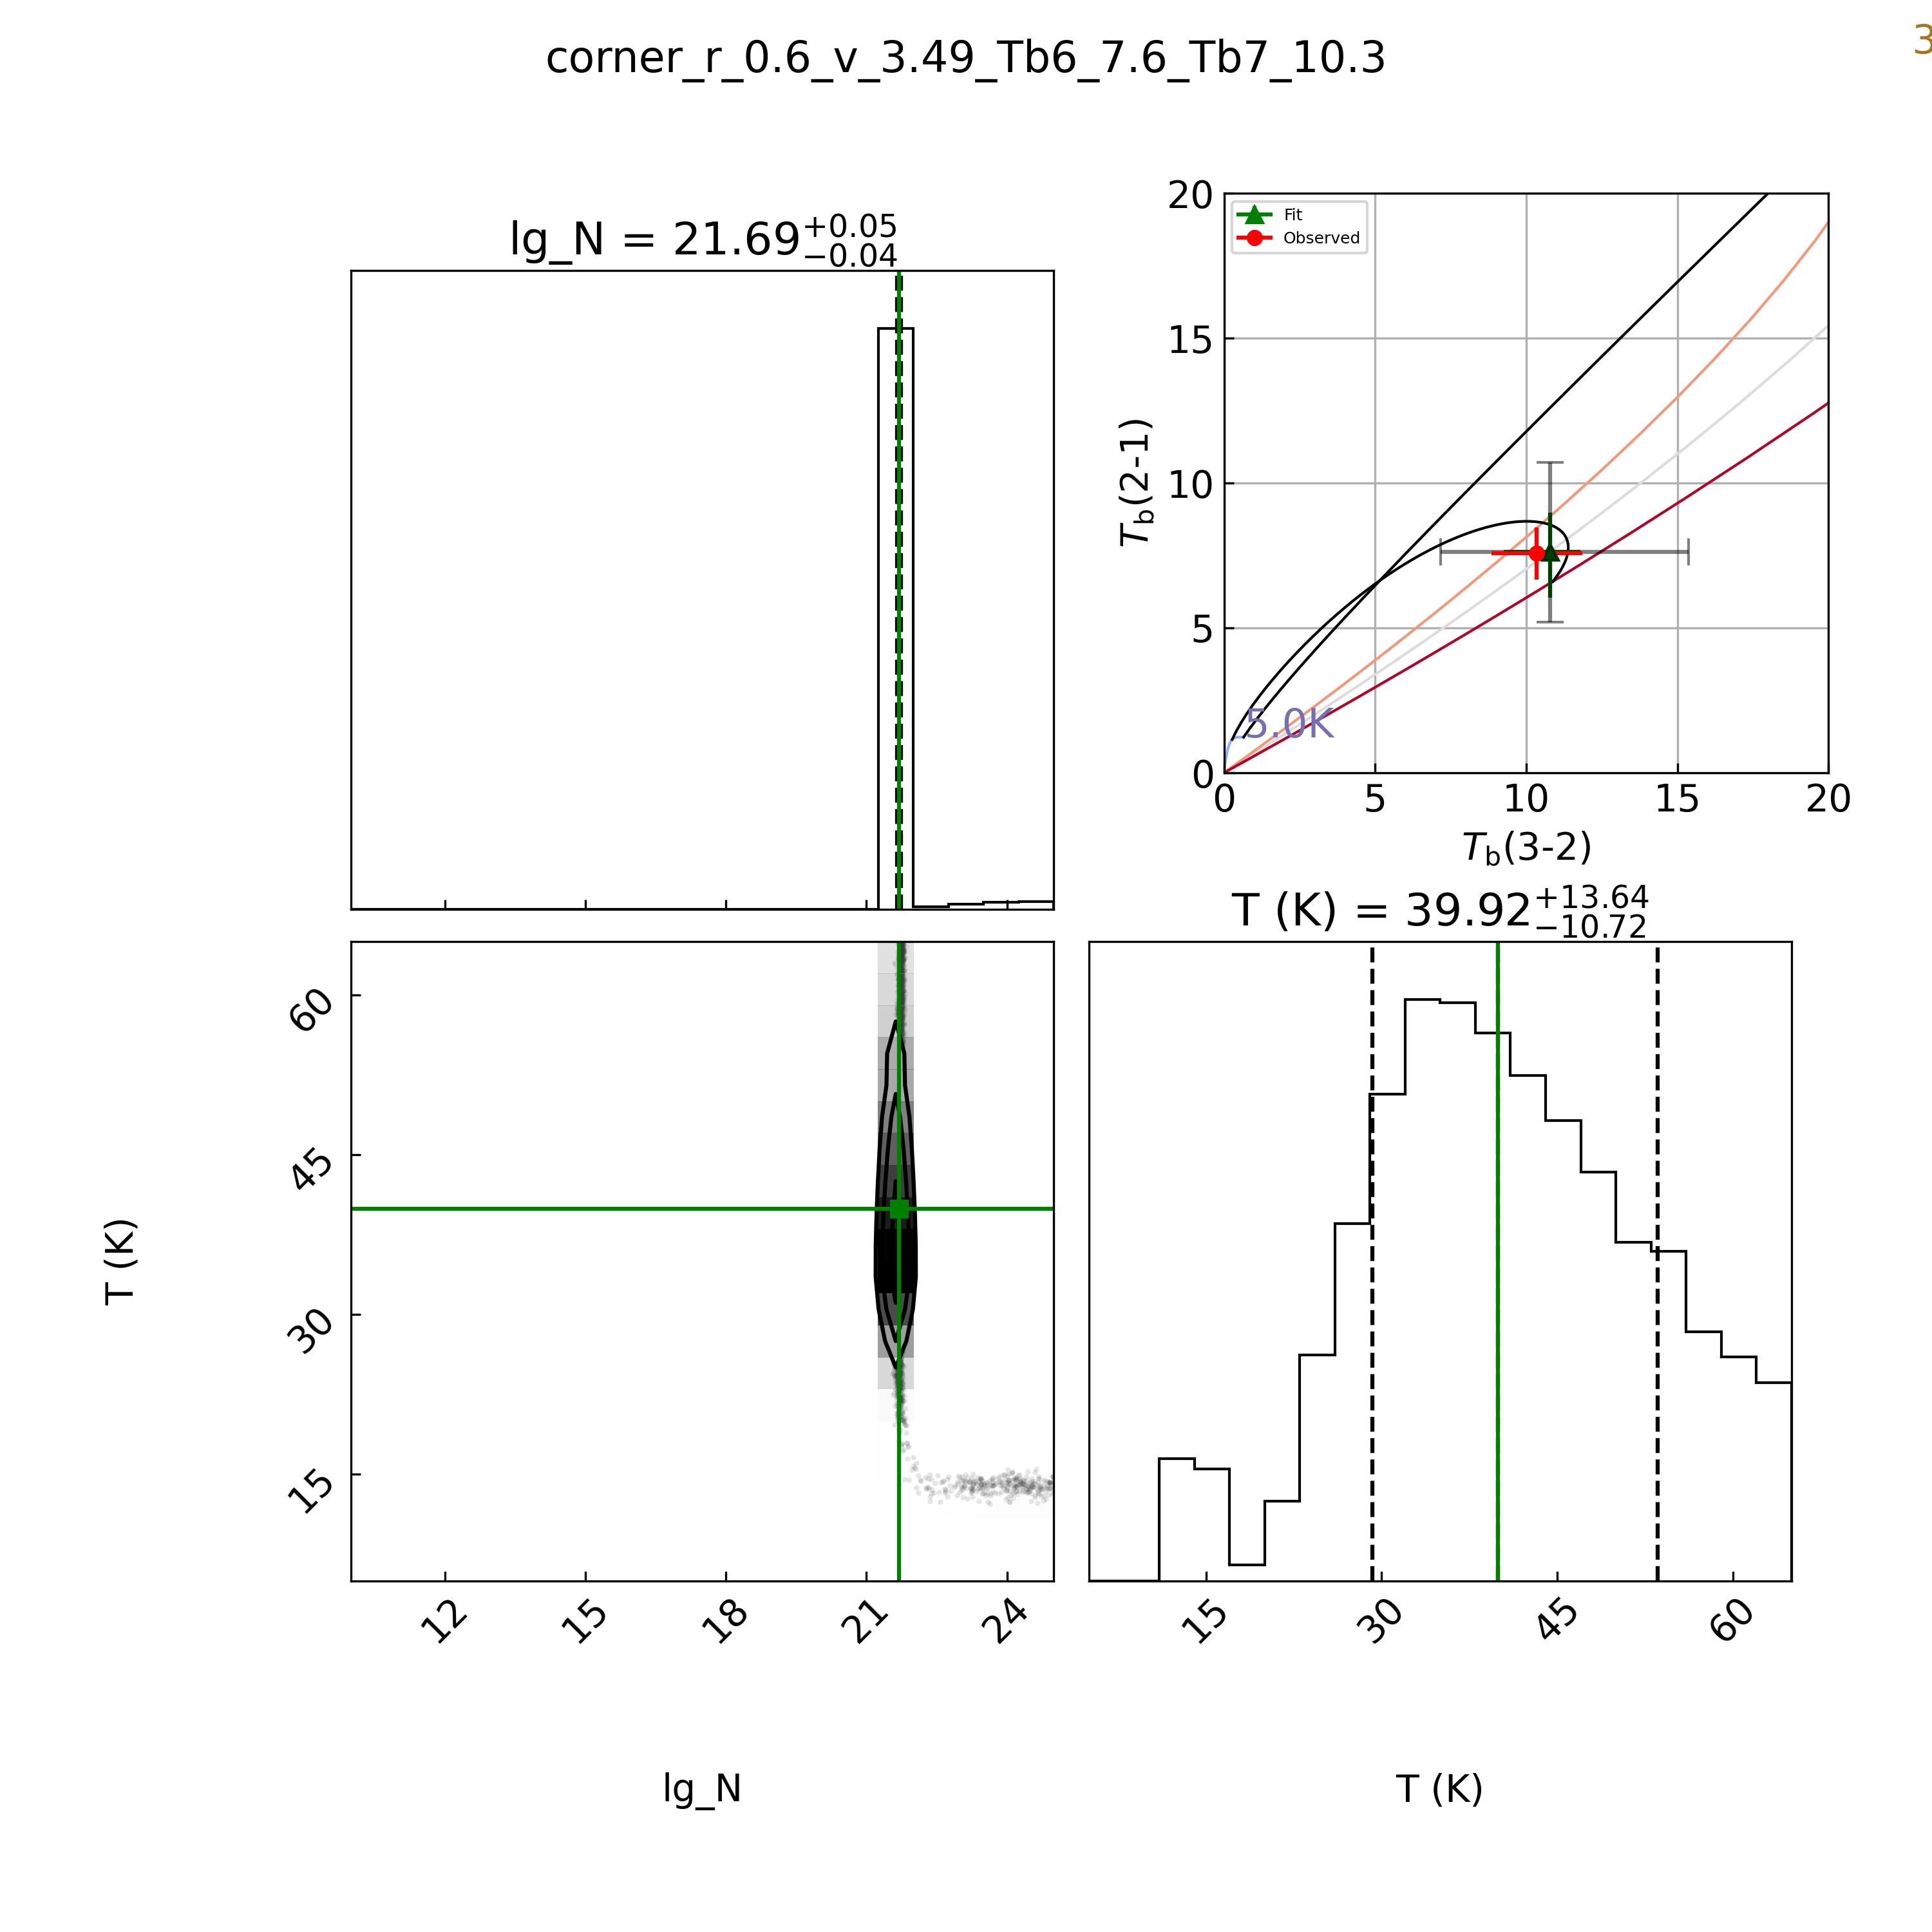 corner_r_0.6_v_3.49_Tb6_7.6_Tb7_10.3
3
lg_N = 21.69+0.05−0.04
20
15
10
5
0
Tb(2-1)
Fit
Observed
5.0K
0 5 10 15 20
Tb(3-2)
T (K) = 39.92+13.64−10.72
60
45
30
15
T (K)
12 15 18 21 24
lg_N
15 30 45 60
T (K)